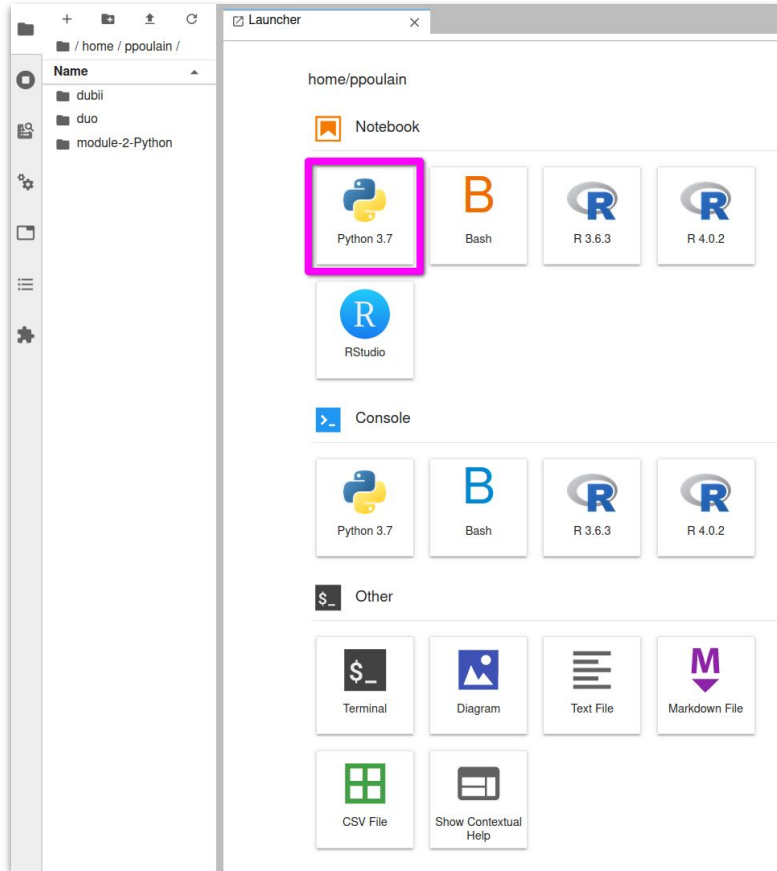 / home / ppoulain /
Name
dubii
duo
module-2-Python
Launcher
home/ppoulain
Notebook
Python 3.7
B
Bash
R
R 3.6.3
R
R 4.0.2
R
RStudio
>_
Console
Python 3.7
B
Bash
R
R 3.6.3
R
R 4.0.2
$_
Other
$_
Terminal
Diagram
Text File
M
Markdown File
CSV File
Show Contextual
Help